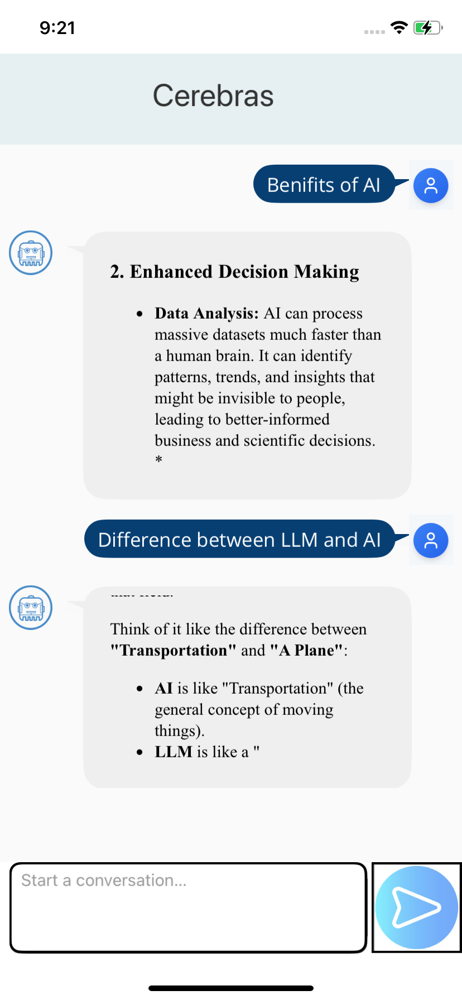 9:21
Cerebras
Benifits of AI
2. Enhanced Decision Making
• Data Analysis: AI can process
massive datasets much faster than
a human brain. It can identify
patterns, trends, and insights that
might be invisible to people,
leading to better-informed
business and scientific decisions.
*
Difference between LLM and AI
Think of it like the difference between
"Transportation" and "A Plane":
• AI is like "Transportation" (the
general concept of moving
things).
• LLM is like a "
Start a conversation...